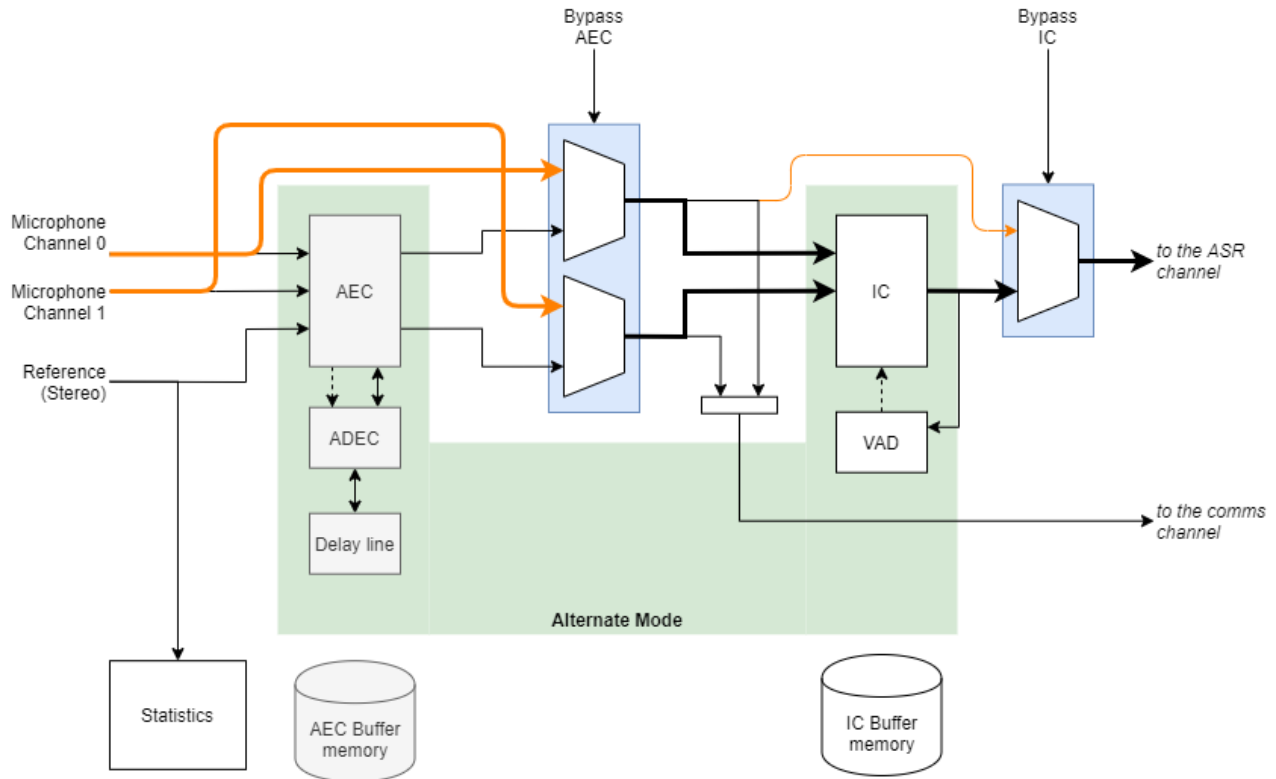 Bypass
AEC
Bypass
IC
Microphone
Channel 0
Microphone
Channel 1
Reference
(Stereo)
AEC
IC
to the ASR
channel
ADEC
VAD
Delay line
to the comms
channel
Alternate Mode
Statistics
AEC Buffer
memory
IC Buffer
memory